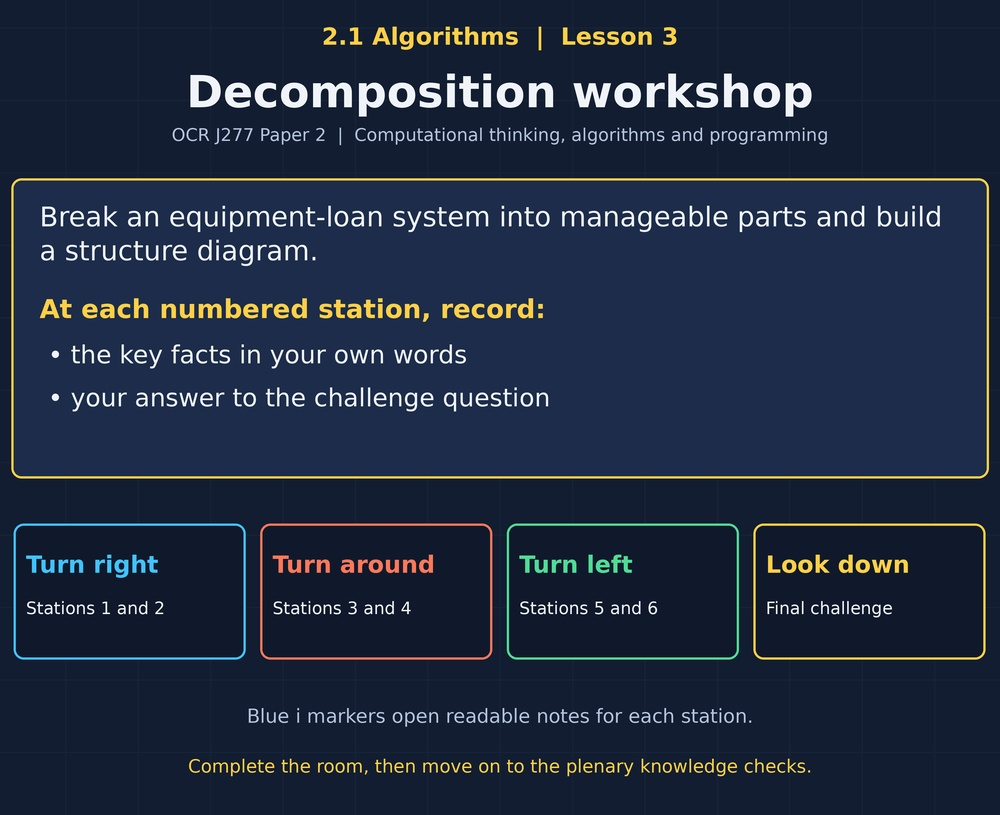 2.1 Algorithms | Lesson 3
Decomposition workshop
OCR J277 Paper 2 | Computational thinking, algorithms and programming
Break an equipment-loan system into manageable parts and build
a structure diagram.
At each numbered station, record:
• the key facts in your own words
• your answer to the challenge question
Turn right
Stations 1 and 2
Turn around
Stations 3 and 4
Turn left
Stations 5 and 6
Look down
Final challenge
Blue i markers open readable notes for each station.
Complete the room, then move on to the plenary knowledge checks.